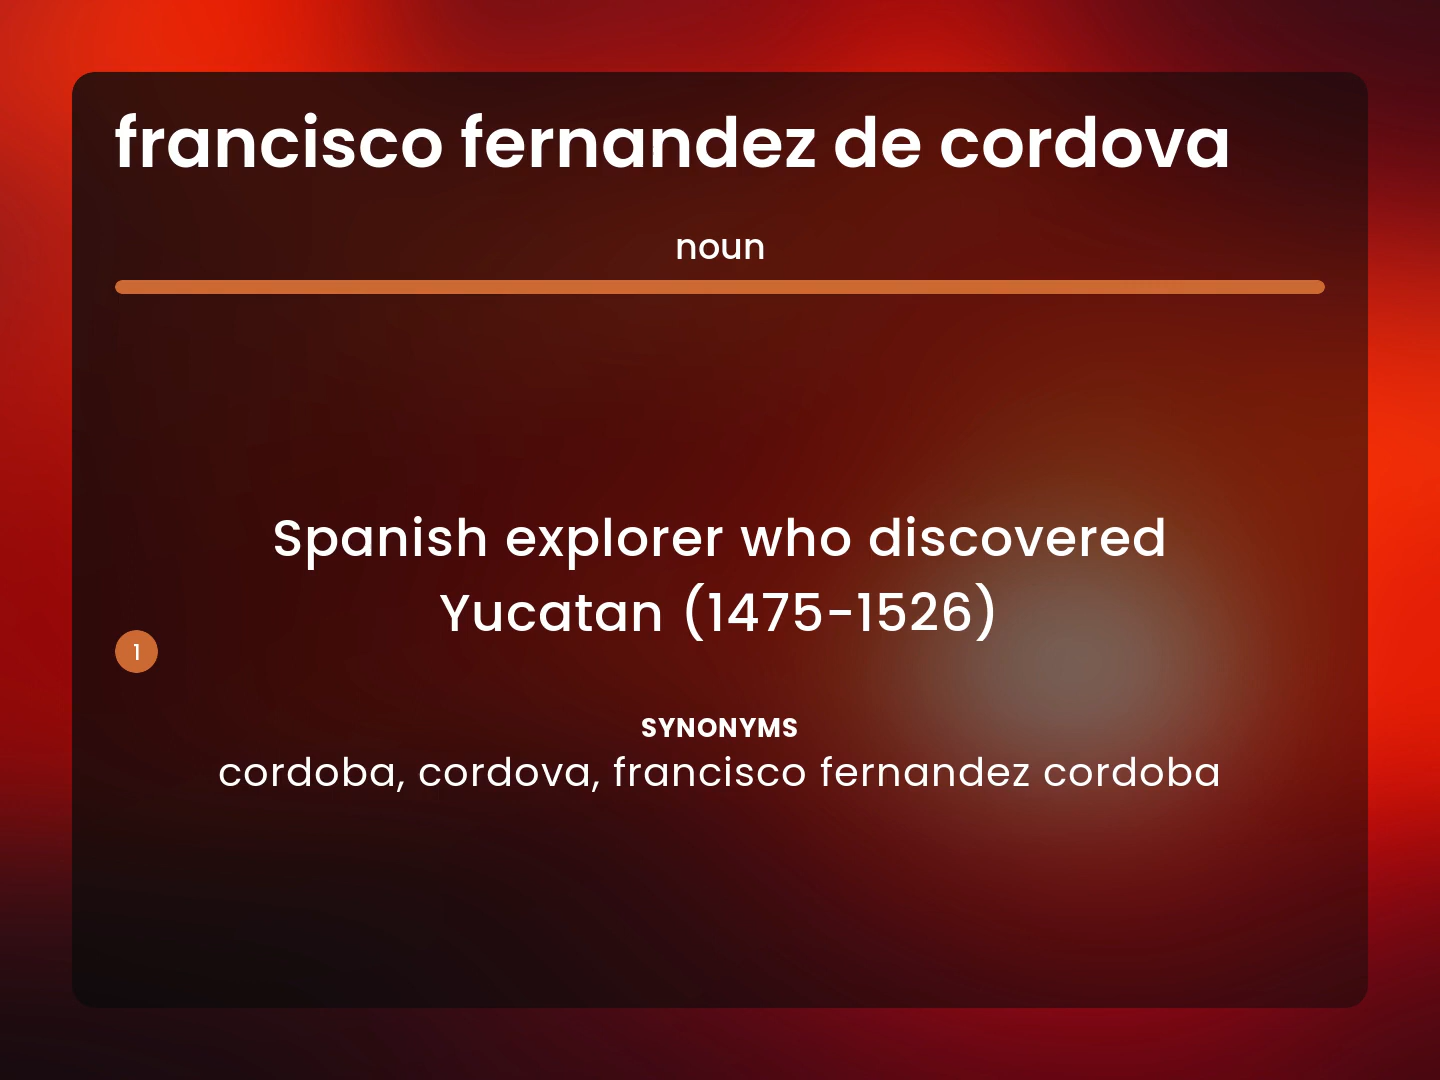 francisco fernandez de cordova
noun
Spanish explorer who discovered
Yucatan (1475-1526)
1
SYNONYMS
cordoba, cordova, francisco fernandez cordoba